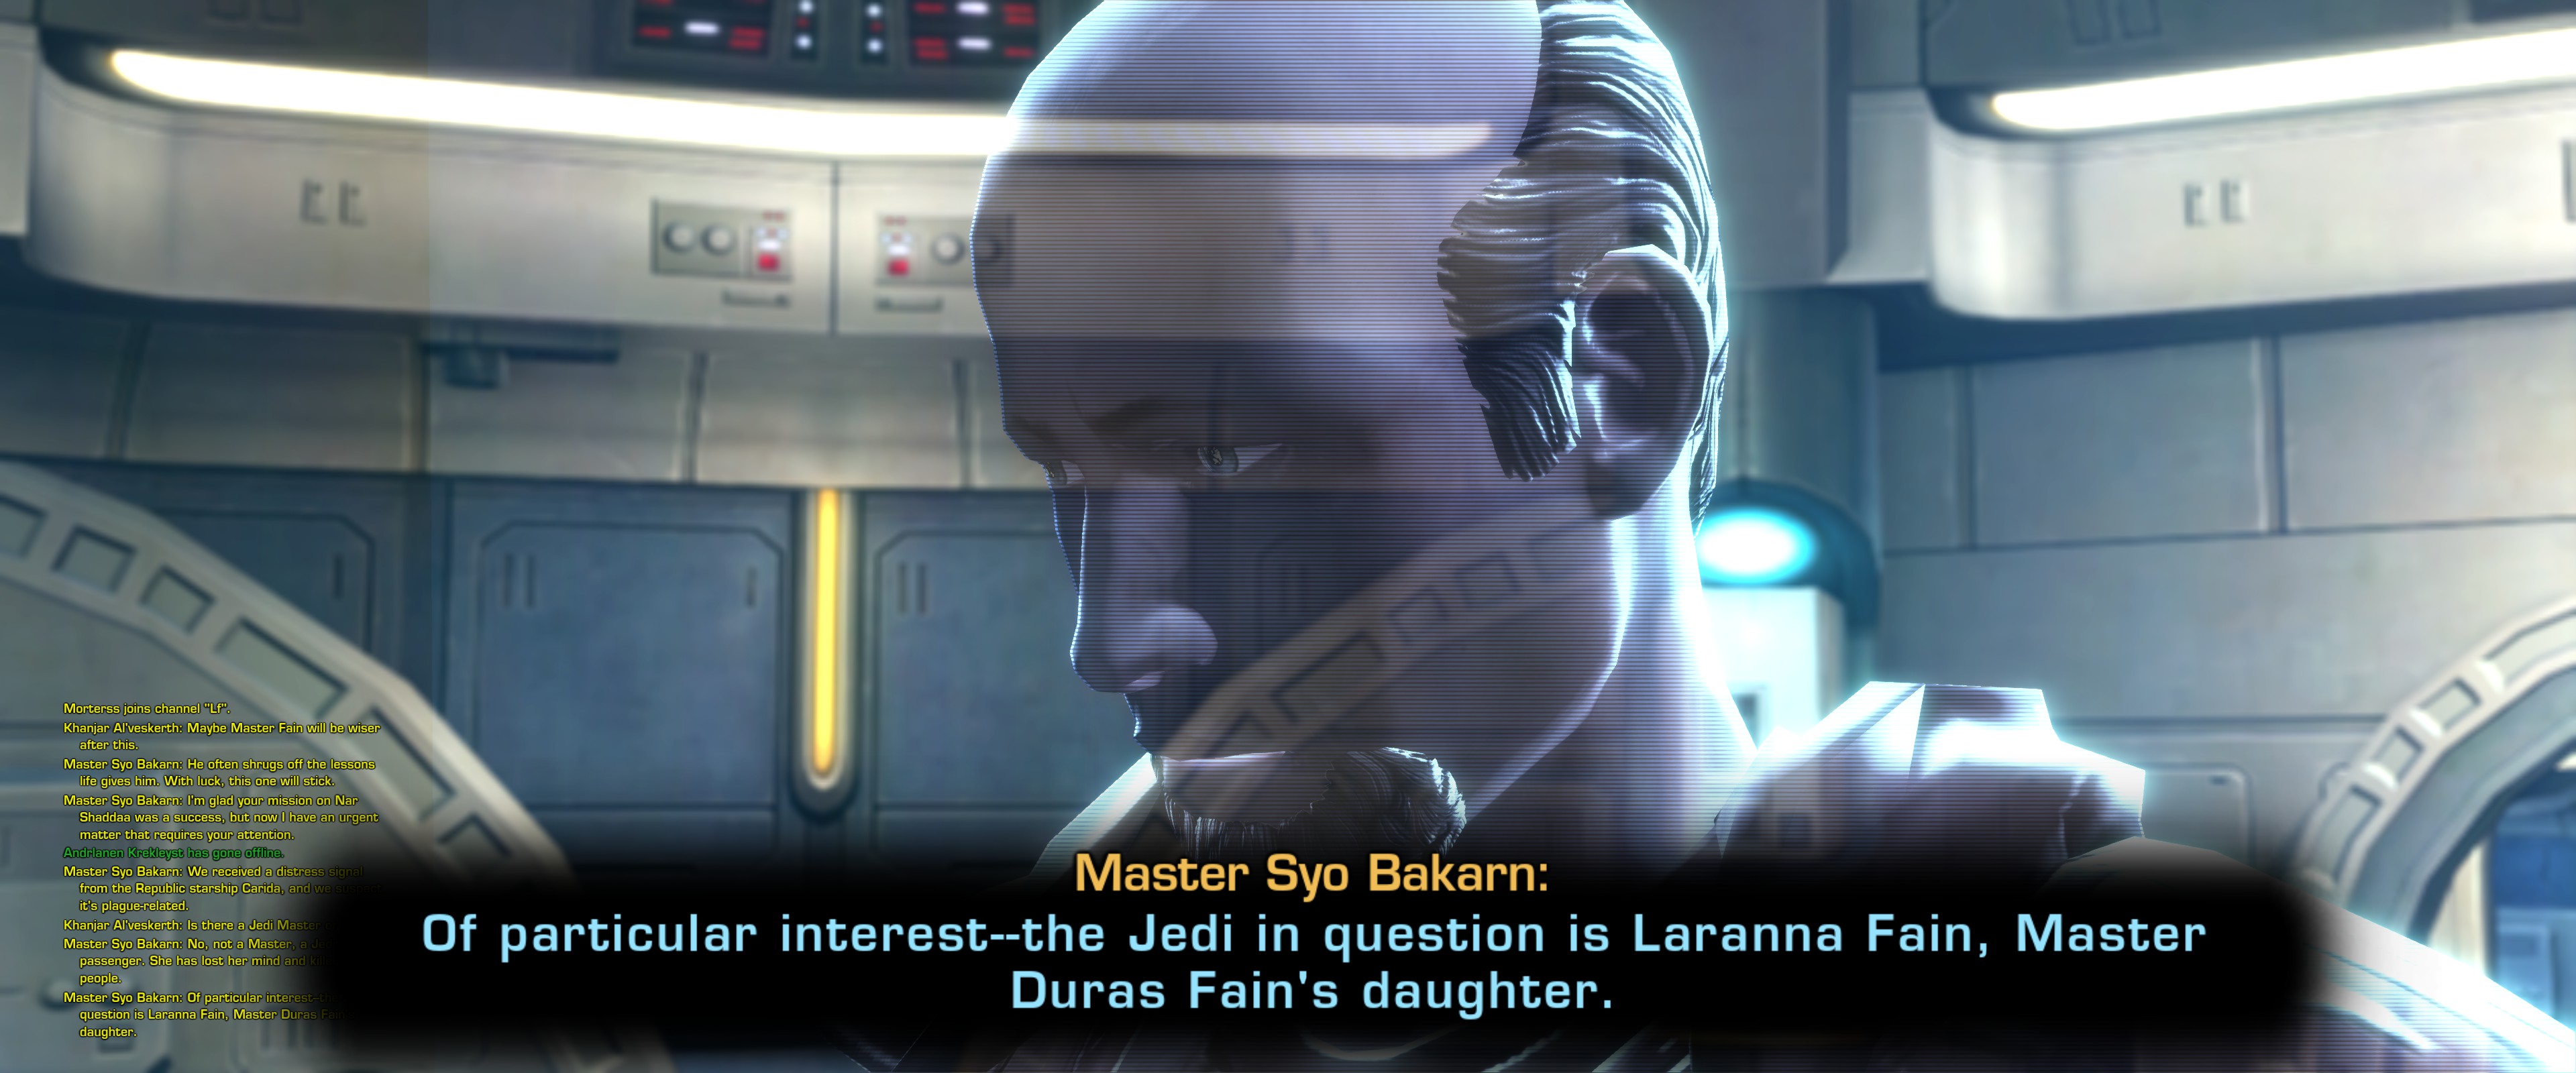 Morterss joins channel "Lf".
Khanjar Al'veskerth: Maybe Master Fain will be wiser
after this.
Master Syo Bakarn: He often shrugs off the lessons
life gives him. With luck, this one will stick.
Master Syo Bakarn: I'm glad your mission on Nar
Shaddaa was a success, but now I have an urgent
matter that requires your attention.
Andrlanen Krekleyst has gone offline.
Master Syo Bakarn: We received a distress signal
from the Republic starship Carida, and we
it's plague-related.
Khanjar Al'veskerth: Is there a Jedi Master
Master Syo Bakarn: No, not a Master, a
passenger. She has lost her mind and
people.
Master Syo Bakarn: Of particular interest--
question is Laranna Fain, Master Duras Fain
daughter.
Master Syo Bakarn:
Of particular interest--the Jedi in question is Laranna Fain, Master
Duras Fain's daughter.